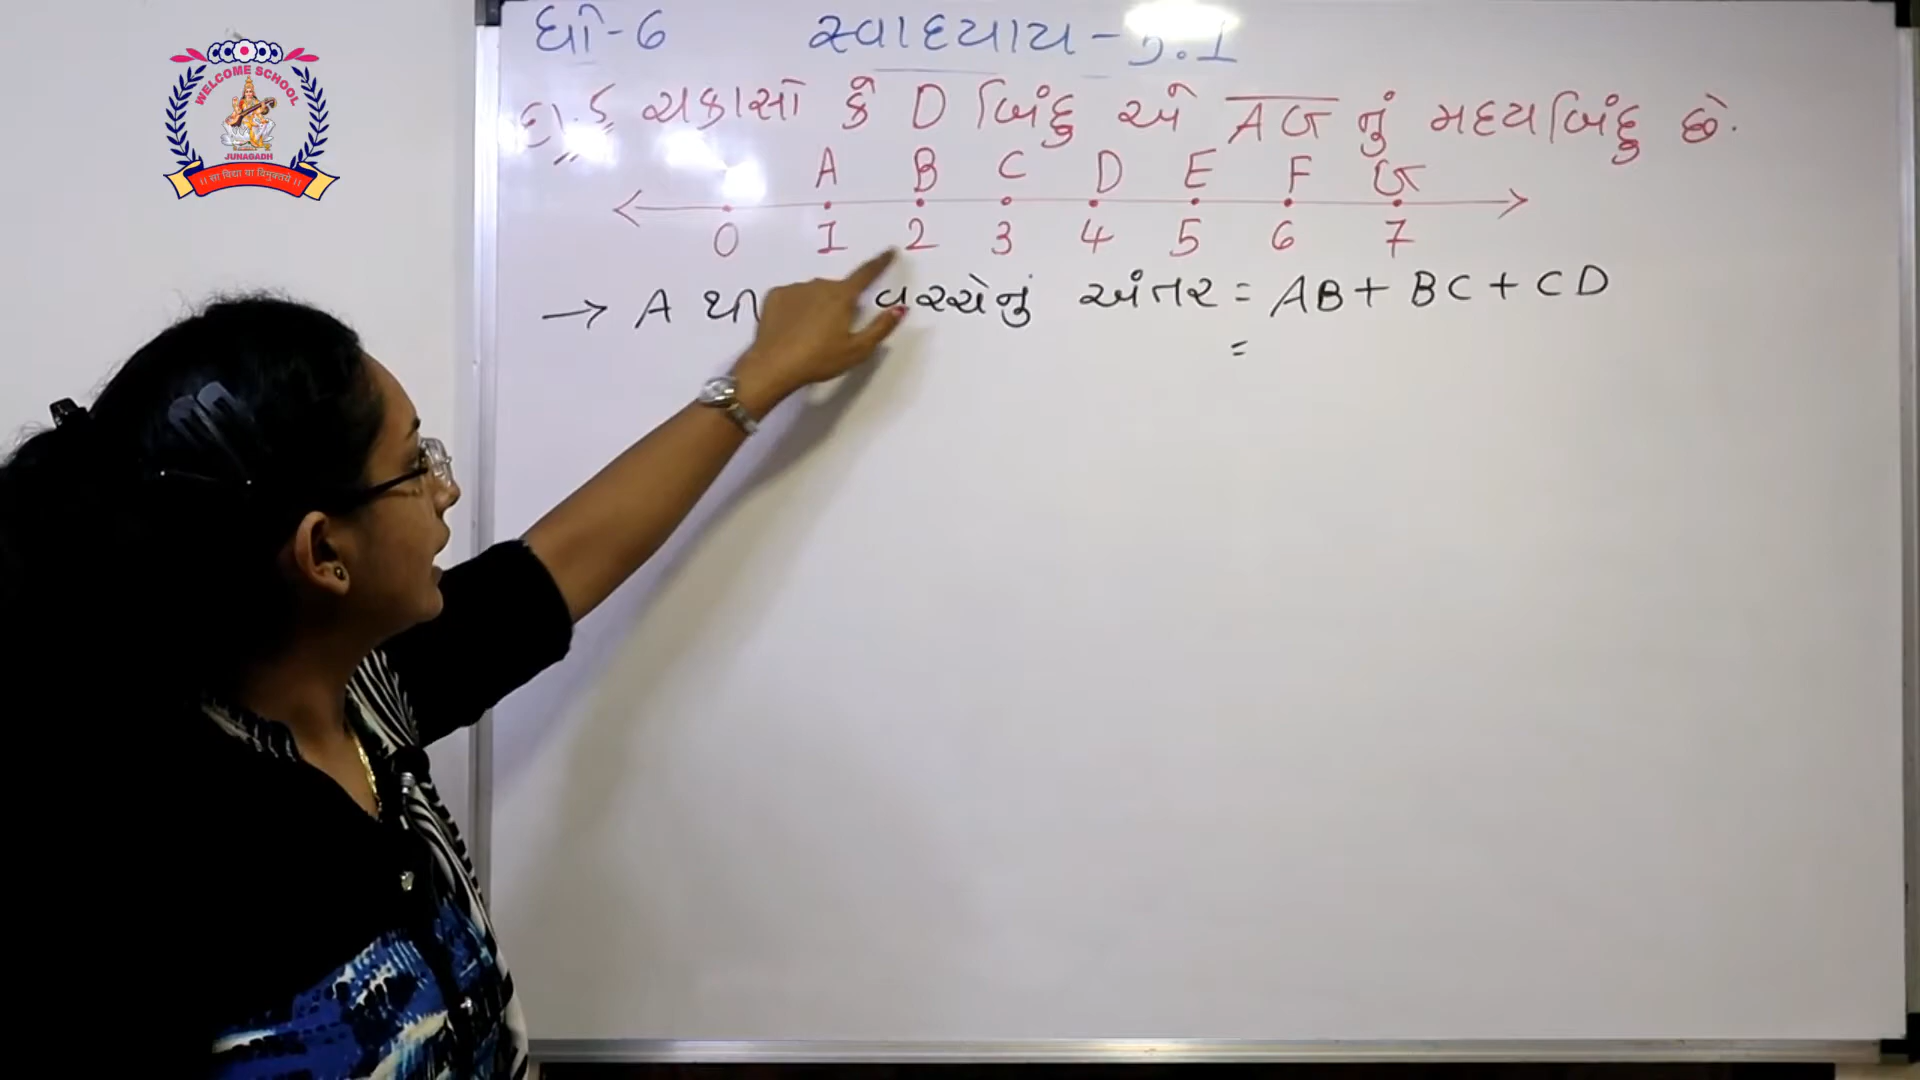 WELCOME SCHOOL
JUNAGADH
।। सा विद्या या विमुक्तये ।।
ધો-6 સ્વાધ્યાય-5.1
દા.5 ચકાસો કે D બિંદુ એ AG નું મધ્યબિંદુ છે.
A B C D E F G
0 1 2 3 4 5 6 7
→ A થી વચ્ચેનું અંતર = AB + BC + CD
=